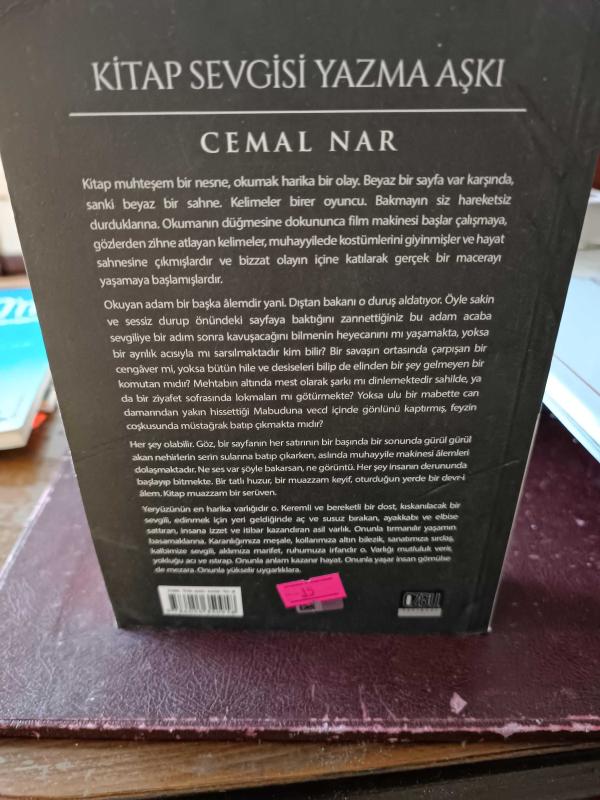 KİTAP SEVGİSİ YAZMA AŞKI
CEMAL NAR
Kitap muhteşem bir nesne, okumak harika bir olay. Beyaz bir sayfa var karşında,
sanki beyaz bir sahne. Kelimeler birer oyuncu. Bakmayın siz hareketsiz
durduklarına. Okumanın düğmesine dokununca film makinesi başlar çalışmaya,
gözlerden zihne atlayan kelimeler, muhayyilede kostümlerini giyinmişler ve hayat
sahnesine çıkmışlardır ve bizzat olayın içine katılarak gerçek bir macerayı
yaşamaya başlamışlardır.
Okuyan adam bir başka âlemdir yani. Dıştan bakanı o duruş aldatıyor. Öyle sakin
ve sessiz durup önündeki sayfaya baktığını zannettiğiniz bu adam acaba
sevgiliye bir adım sonra kavuşacağını bilmenin heyecanını mı yaşamakta, yoksa
bir ayrılık acısıyla mı sarsılmaktadır kim bilir? Bir savaşın ortasında çarpışan bir
cengâver mi, yoksa bütün hile ve desiseleri bilip de elinden bir şey gelmeyen bir
komutan mıdır? Mehtabın altında mest olarak şarkı mı dinlemektedir sahilde, ya
da bir ziyafet sofrasında lokmaları mı götürmekte? Yoksa ulu bir mabette can
damarından yakın hissettiği Mabuduna vecd içinde gönlünü kaptırmış, feyzin
coşkusunda müstağrak batıp çıkmakta mıdır?
Her şey olabilir. Göz, bir sayfanın her satırının bir başında bir sonunda gürül gürül
akan nehirlerin serin sularına batıp çıkarken, aslında muhayyile makinesi âlemleri
dolaşmaktadır. Ne ses var şöyle bakarsan, ne görüntü. Her şey insanın derununda
başlayıp bitmekte. Bir tatlı huzur, bir muazzam keyif, oturduğun yerde bir devr-i
âlem. Kitap muazzam bir serüven.
Yeryüzünün en harika varlığıdır o. Keremli ve bereketli bir dost, kıskanılacak bir
sevgili, edinmek için yeri geldiğinde aç ve susuz bırakan, ayakkabı ve elbise
sattıran, insana izzet ve itibar kazandıran asil varlık. Onunla tırmanılır yaşamın
basamaklarına. Karanlığımıza meşale, kollarımıza altın bilezik, sanatımıza sırdaş,
kalbimize sevgili, aklımıza marifet, ruhumuza irfandır o. Varlığı mutluluk verir,
yokluğu acı ve ıstırap. Onunla anlam kazanır hayat. Onunla yaşar insan gömülse
de mezara. Onunla yükselir uygarlıklara.
15